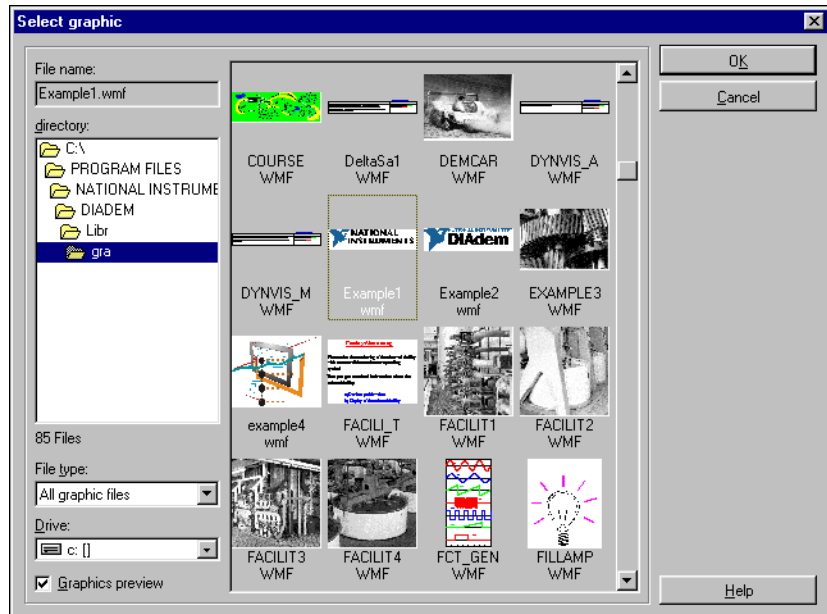 Select graphic
File name:
Example1.wmf
directory:
C:\
PROGRAM FILES
NATIONAL INSTRUME
DIADEM
Libr
gra
85 Files
File type:
All graphic files
Drive:
c: []
Graphics preview
COURSE
WMF
DeltaSa1
WMF
DEMCAR
WMF
DYNVIS_A
WMF
DYNVIS_M
WMF
NATIONAL
INSTRUMENTS
Example1
wmf
DIAdem
Example2
wmf
EXAMPLE3
WMF
example4
wmf
FACILI_T
WMF
FACILIT1
WMF
FACILIT2
WMF
FACILIT3
WMF
FACILIT4
WMF
FCT_GEN
WMF
FILLAMP
WMF
OK
Cancel
Help